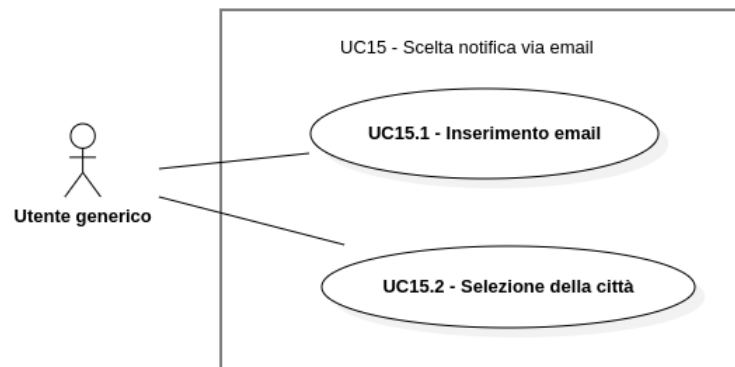 UC15 - Scelta notifica via email
UC15.1 - Inserimento email
Utente generico
UC15.2 - Selezione della città